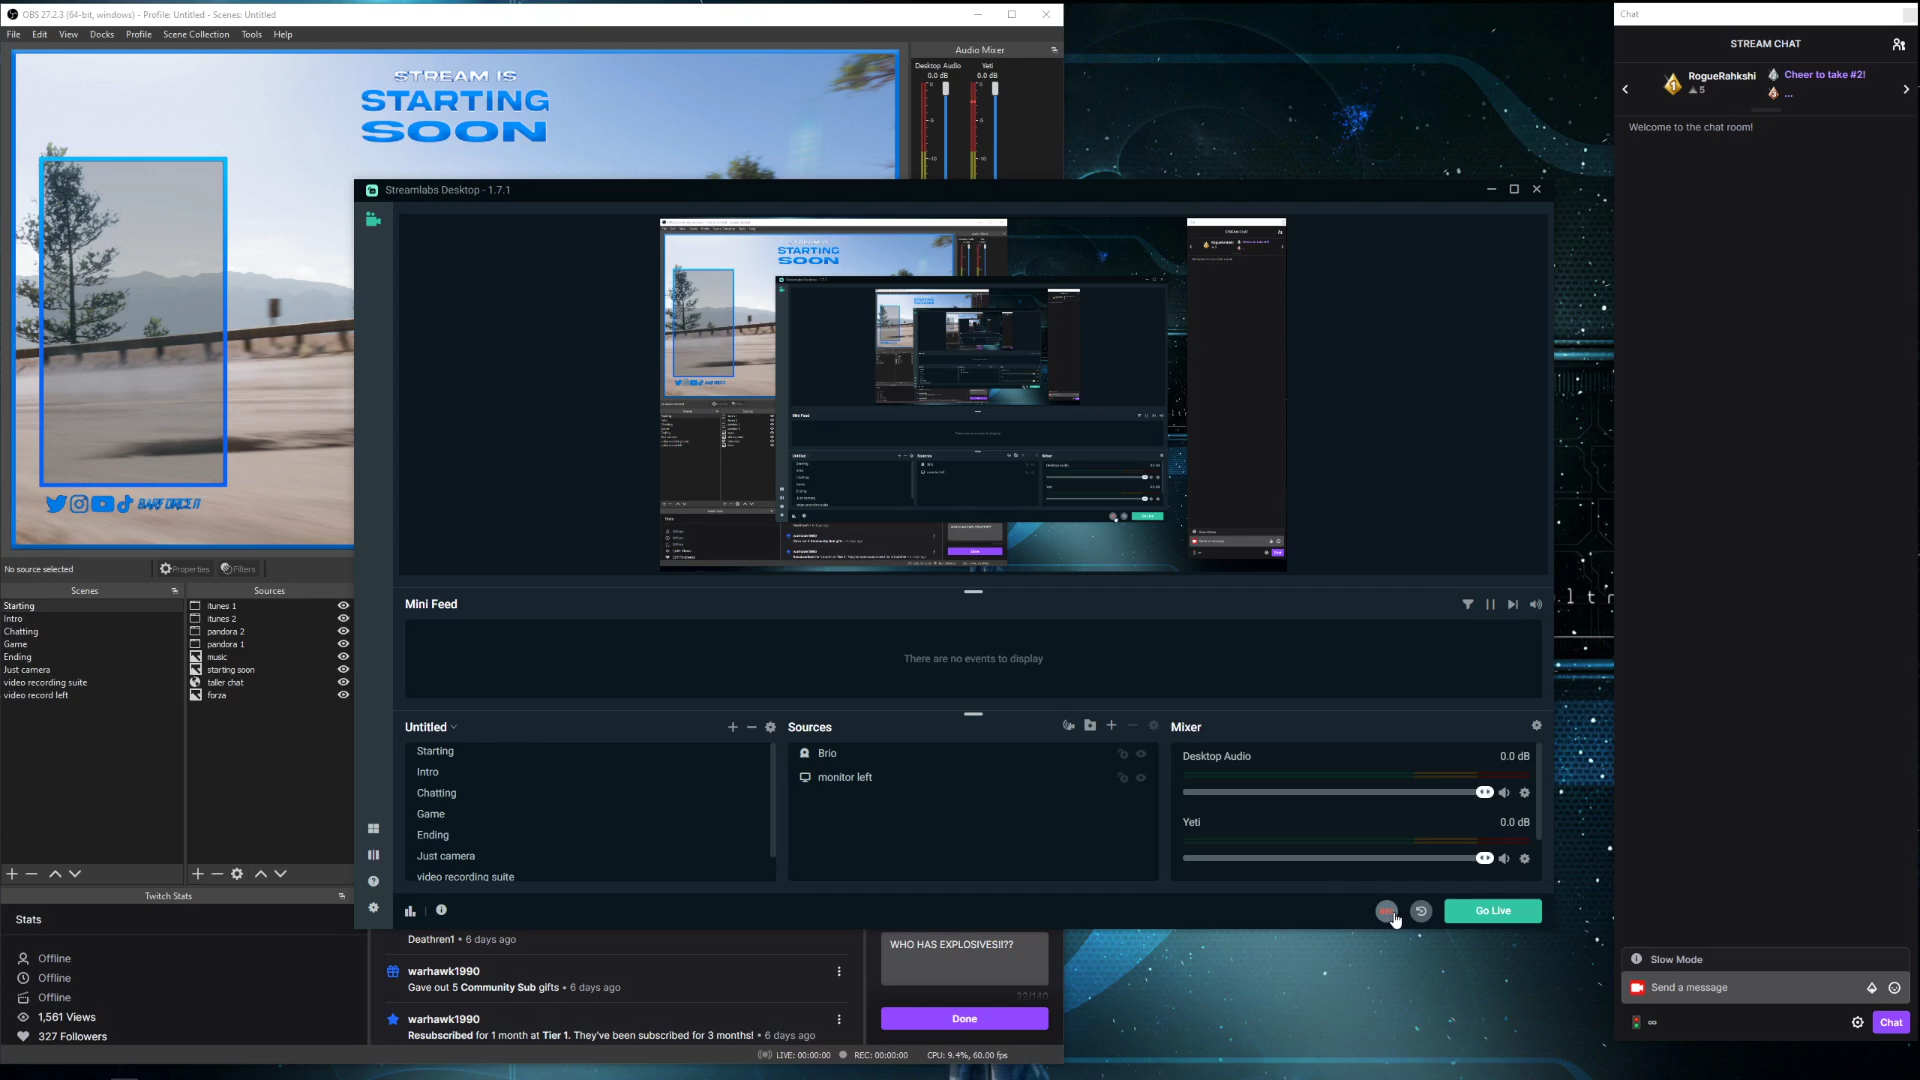 OBS 27.2.3 (64-bit, windows) - Profile: Untitled - Scenes: Untitled
File Edit View Docks Profile Scene Collection Tools Help
STREAM IS
STARTING
SOON
Audio Mixer
Desktop Audio Yeti
0.0 dB 0.0 dB
-5 -5
-10 -10
Chat
STREAM CHAT
1 RogueRahkshi 5 Cheer to take #2!
...
Welcome to the chat room!
Streamlabs Desktop - 1.7.1
No source selected
Properties
Filters
Scenes
Starting
Intro
Chatting
Game
Ending
Just camera
video recording suite
video record left
Sources
itunes 1
itunes 2
pandora 2
pandora 1
music
starting soon
taller chat
forza
Mini Feed
There are no events to display
Untitled
Starting
Intro
Chatting
Game
Ending
Just camera
video recording suite
Sources
Brio
monitor left
Mixer
Desktop Audio 0.0 dB
Yeti 0.0 dB
REC
Go Live
Twitch Stats
Stats
Offline
Offline
Offline
1,561 Views
327 Followers
Deathren1 • 6 days ago
warhawk1990
Gave out 5 Community Sub gifts • 6 days ago
warhawk1990
Resubscribed for 1 month at Tier 1. They've been subscribed for 3 months! • 6 days ago
WHO HAS EXPLOSIVES!!??
22/140
Done
LIVE: 00:00:00 REC: 00:00:00 CPU: 9.4%, 60.00 fps
Slow Mode
Send a message
Chat